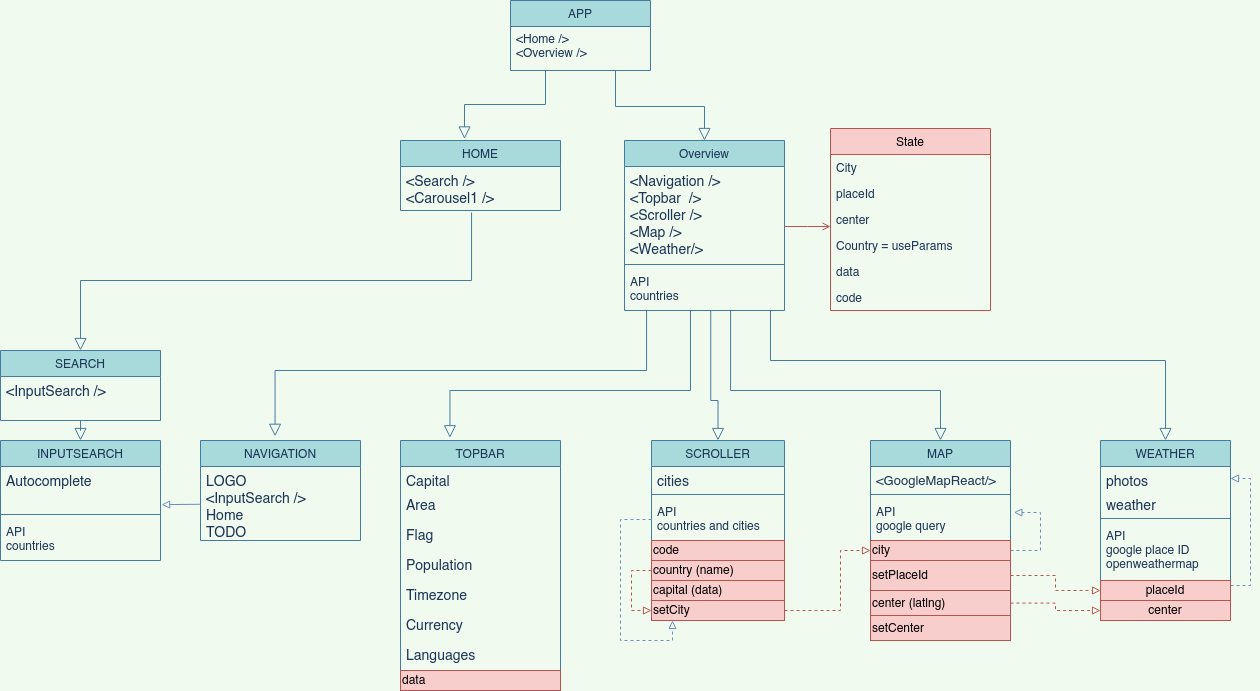 APP
<Home />
<Overview />
HOME
<Search />
<Carousel1 />
Overview
<Navigation />
<Topbar />
<Scroller />
<Map />
<Weather/>
API
countries
State
City
placeId
center
Country = useParams
data
code
SEARCH
<InputSearch />
INPUTSEARCH
Autocomplete
API
countries
NAVIGATION
LOGO
<InputSearch />
Home
TODO
TOPBAR
Capital
Area
Flag
Population
Timezone
Currency
Languages
data
SCROLLER
cities
API
countries and cities
code
country (name)
capital (data)
setCity
MAP
<GoogleMapReact/>
API
google query
city
setPlaceId
center (latlng)
setCenter
WEATHER
photos
weather
API
google place ID
openweathermap
placeId
center